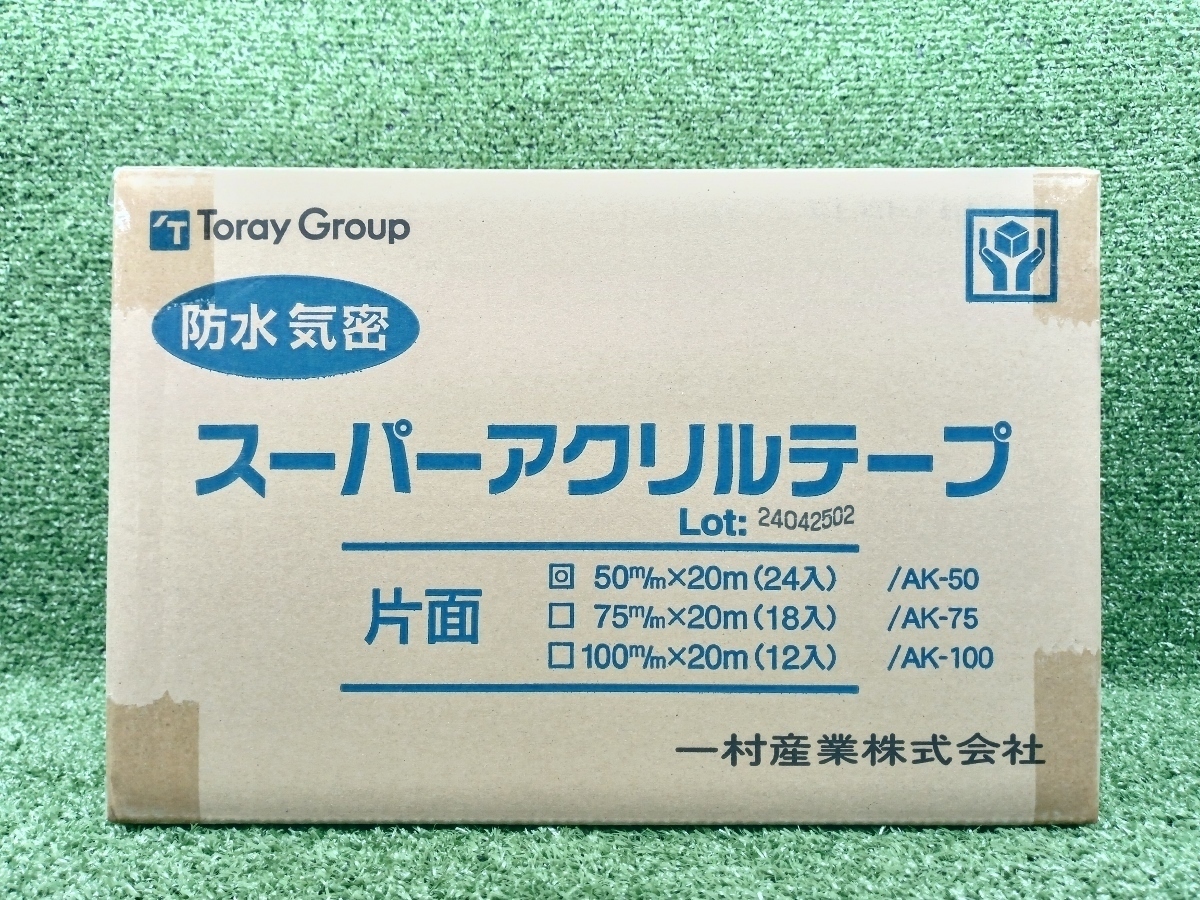 Toray Group
防水 気密
スーパーアクリルテープ
Lot: 24042502
片面
50m/m×20m(24入) /AK-50
75m/m×20m(18入) /AK-75
100m/m×20m(12入) /AK-100
一村産業株式会社